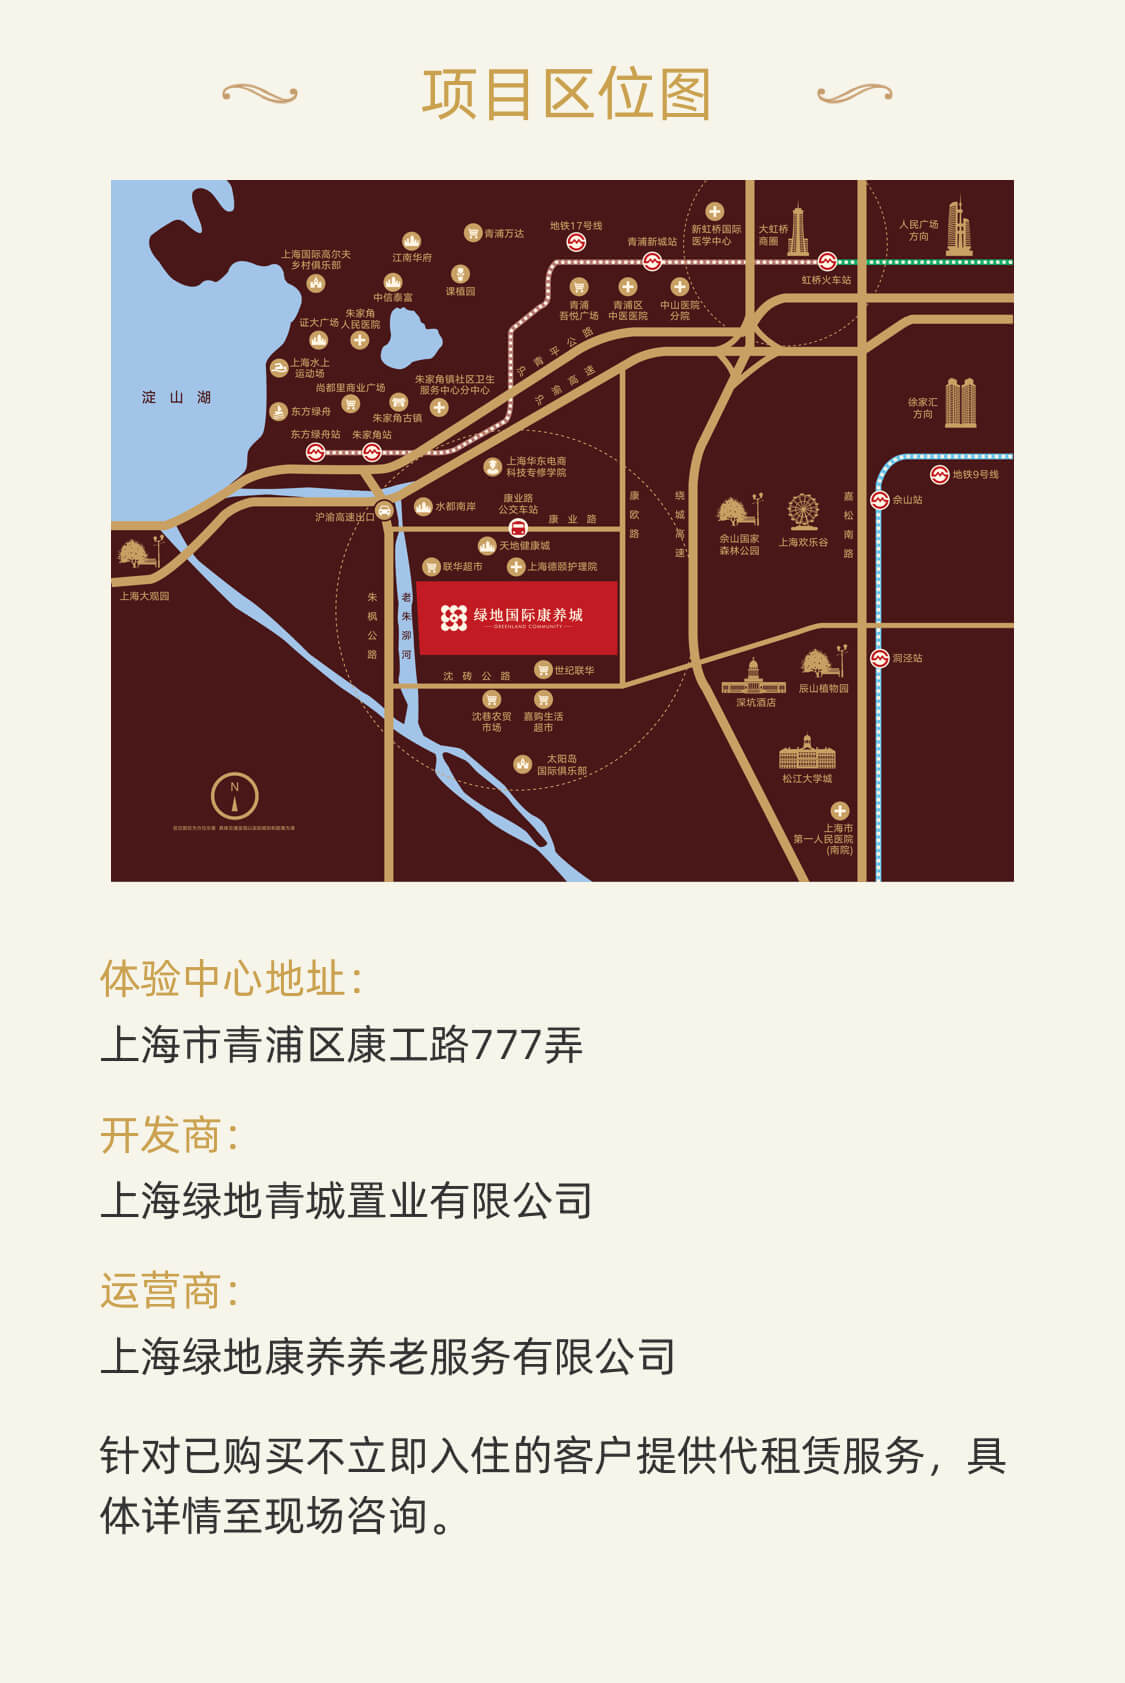 项目区位图
地铁17号线
青浦万达
江南华府
上海国际高尔夫
乡村俱乐部
中信泰富
课植园
青浦新城站
新虹桥国际
医学中心
大虹桥
商圈
人民广场
方向
虹桥火车站
证大广场
朱家角
人民医院
青浦
吾悦广场
青浦区
中医医院
中山医院
分院
上海水上
运动场
淀山湖
尚都里商业广场
朱家角镇社区卫生
服务中心分中心
沪青平公路
沪渝高速
东方绿舟
朱家角古镇
徐家汇
方向
东方绿舟站
朱家角站
上海华东电商
科技专修学院
地铁9号线
佘山站
水都南岸
沪渝高速出口
康业路
公交车站
康业路
康欧路
绕城高速
嘉松南路
佘山国家
森林公园
上海欢乐谷
天地健康城
联华超市
上海德颐护理院
上海大观园
朱枫公路
老朱泖河
绿地国际康养城
GREENLAND COMMUNITY
世纪联华
沈砖公路
洞泾站
辰山植物园
深坑酒店
沈巷农贸
市场
嘉购生活
超市
太阳岛
国际俱乐部
松江大学城
上海市
第一人民医院
(南院)
N
体验中心地址：
上海市青浦区康工路777弄
开发商：
上海绿地青城置业有限公司
运营商：
上海绿地康养养老服务有限公司
针对已购买不立即入住的客户提供代租赁服务，具
体详情至现场咨询。